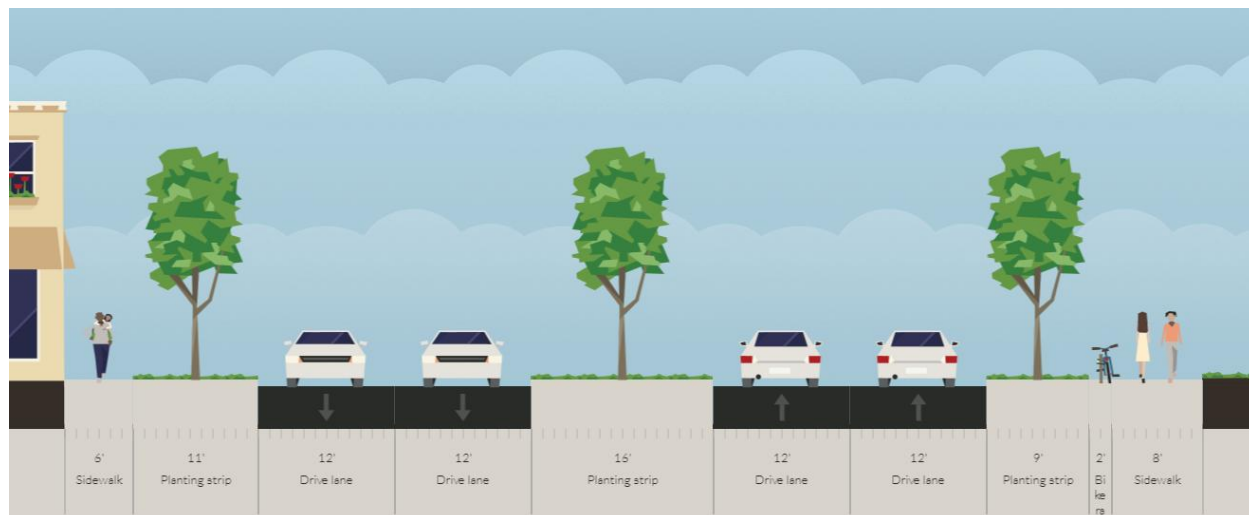 6' 11' 12' 12' 16' 12' 12' 9' 2' 8'
Sidewalk Planting strip Drive lane Drive lane Planting strip Drive lane Drive lane Planting strip Bi Sidewalk
ke
ra